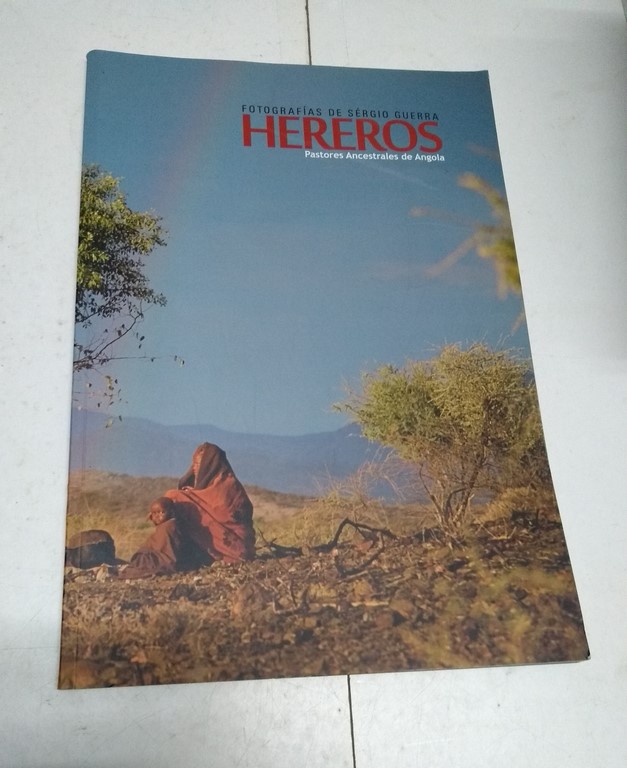 FOTOGRAFÍAS DE SÉRGIO GUERRA
HEREROS
Pastores Ancestrales de Angola